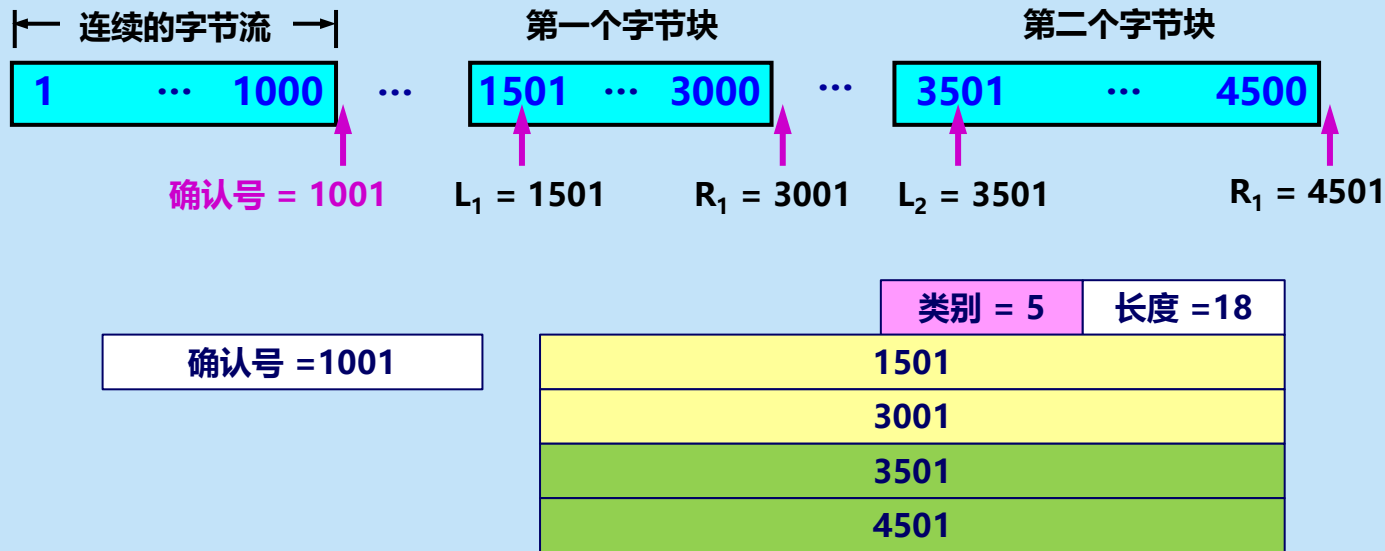 连续的字节流 第一个字节块 第二个字节块
1 … 1000 … 1501 … 3000 … 3501 … 4500
确认号 = 1001 L₁ = 1501 R₁ = 3001 L₂ = 3501 R₁ = 4501
类别 = 5 长度 =18
确认号 =1001 1501
3001
3501
4501